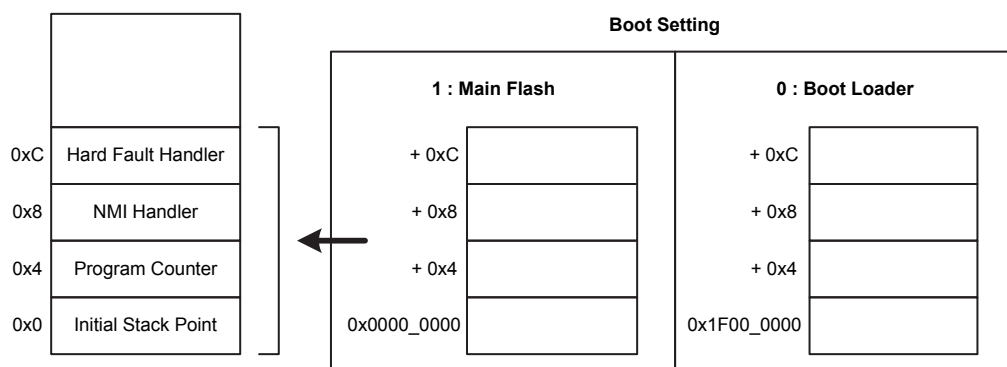 Boot Setting
1 : Main Flash
0 : Boot Loader
0xC Hard Fault Handler
0x8 NMI Handler
0x4 Program Counter
0x0 Initial Stack Point
+ 0xC
+ 0x8
+ 0x4
0x0000_0000
+ 0xC
+ 0x8
+ 0x4
0x1F00_0000